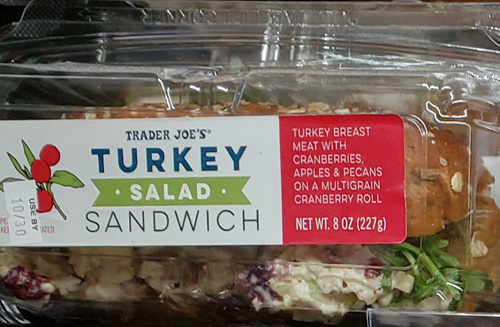 TRADER JOE'S®
TURKEY
· SALAD ·
SANDWICH
TURKEY BREAST
MEAT WITH
CRANBERRIES,
APPLES & PECANS
ON A MULTIGRAIN
CRANBERRY ROLL
NET WT. 8 OZ (227g)
USE BY
10/30